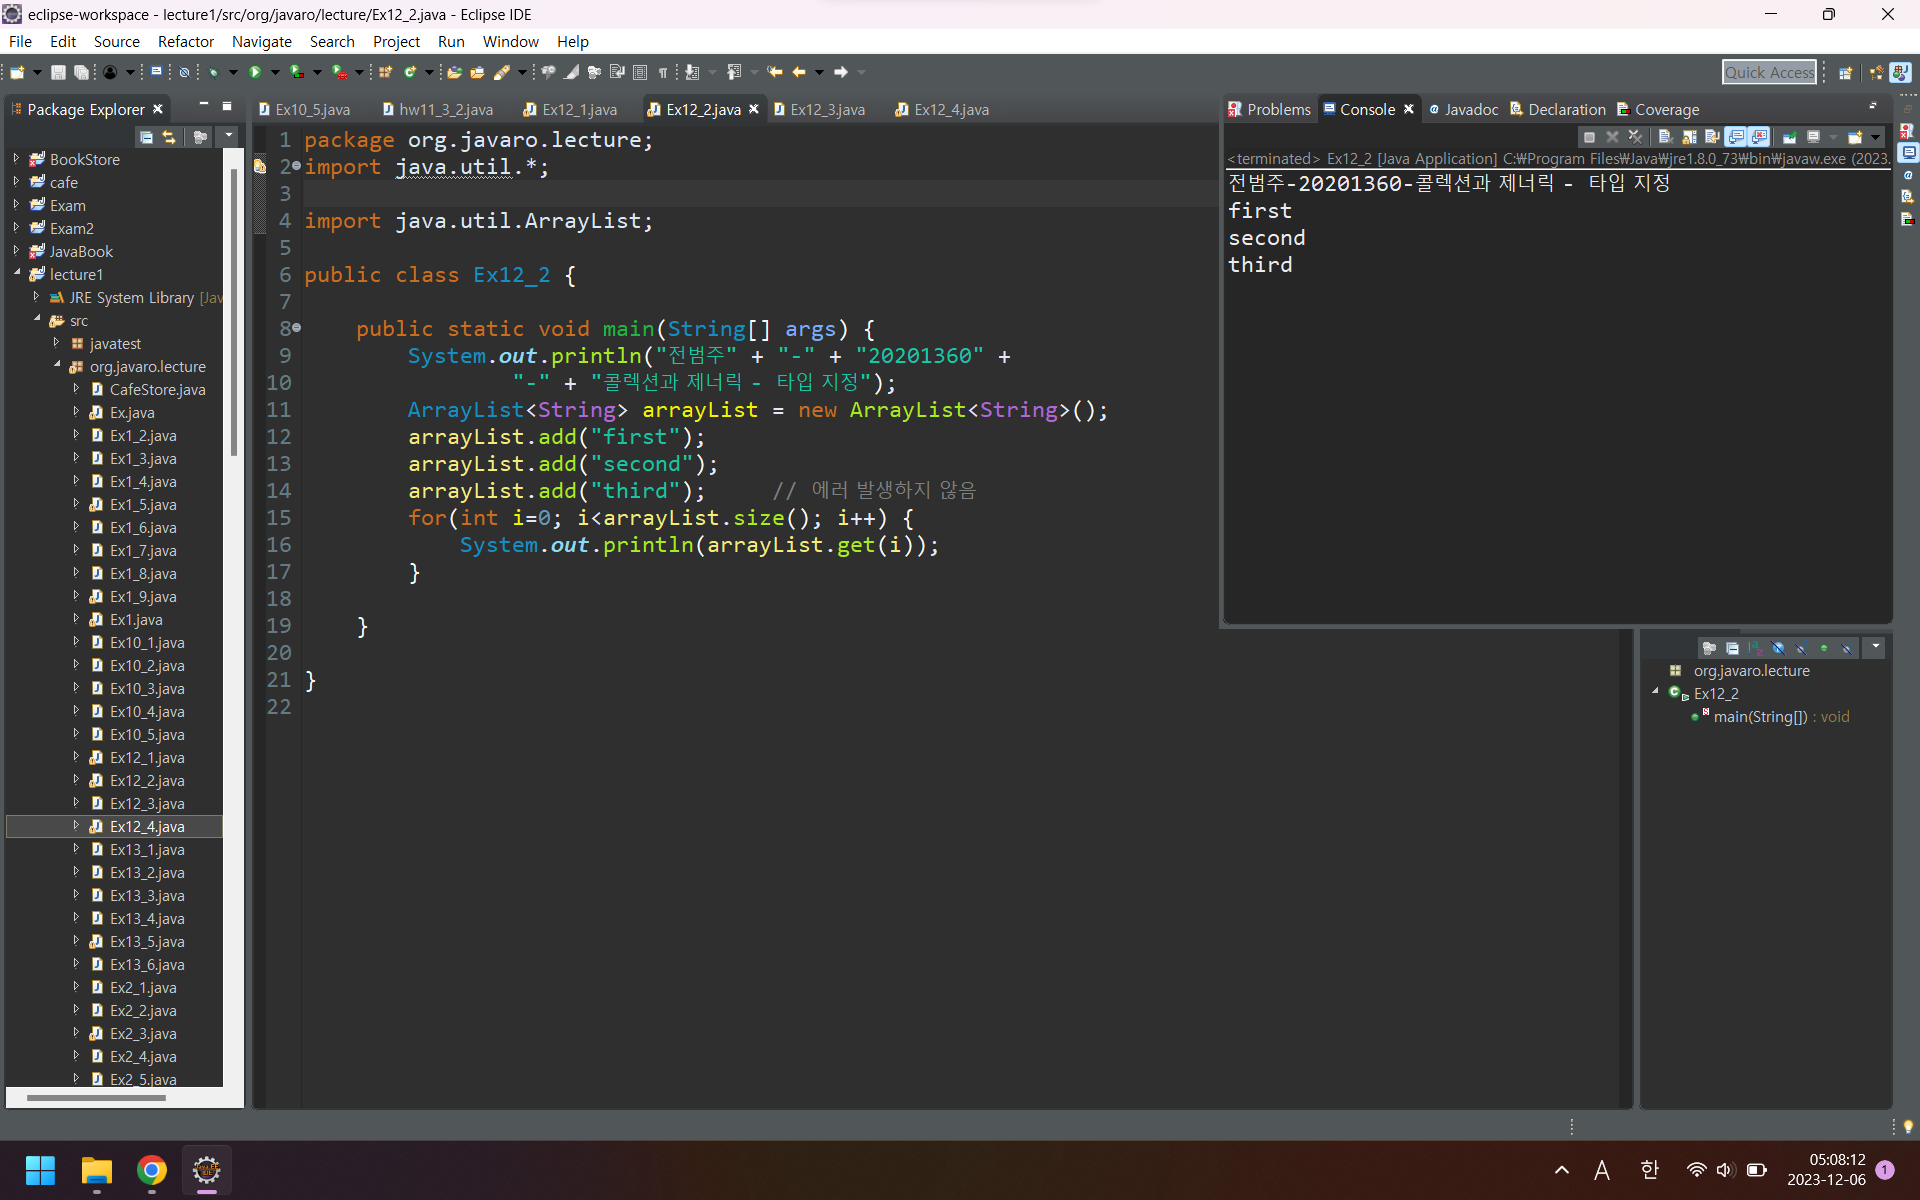 eclipse-workspace - lecture1/src/org/javaro/lecture/Ex12_2.java - Eclipse IDE
File Edit Source Refactor Navigate Search Project Run Window Help
Quick Access
Package Explorer
BookStore
cafe
Exam
Exam2
JavaBook
lecture1
JRE System Library [Jav
src
javatest
org.javaro.lecture
CafeStore.java
Ex.java
Ex1_2.java
Ex1_3.java
Ex1_4.java
Ex1_5.java
Ex1_6.java
Ex1_7.java
Ex1_8.java
Ex1_9.java
Ex1.java
Ex10_1.java
Ex10_2.java
Ex10_3.java
Ex10_4.java
Ex10_5.java
Ex12_1.java
Ex12_2.java
Ex12_3.java
Ex12_4.java
Ex13_1.java
Ex13_2.java
Ex13_3.java
Ex13_4.java
Ex13_5.java
Ex13_6.java
Ex2_1.java
Ex2_2.java
Ex2_3.java
Ex2_4.java
Ex2_5.java
Ex10_5.java hw11_3_2.java Ex12_1.java Ex12_2.java Ex12_3.java Ex12_4.java
1 package org.javaro.lecture;
2 import java.util.*;
3
4 import java.util.ArrayList;
5
6 public class Ex12_2 {
7
8 public static void main(String[] args) {
9 System.out.println("전범주" + "-" + "20201360" +
10 "-" + "콜렉션과 제너릭 - 타입 지정");
11 ArrayList<String> arrayList = new ArrayList<String>();
12 arrayList.add("first");
13 arrayList.add("second");
14 arrayList.add("third"); // 에러 발생하지 않음
15 for(int i=0; i<arrayList.size(); i++) {
16 System.out.println(arrayList.get(i));
17 }
18
19 }
20
21 }
22
Problems Console Javadoc Declaration Coverage
<terminated> Ex12_2 [Java Application] C:₩Program Files₩Java₩jre1.8.0_73₩bin₩javaw.exe (2023.
전범주-20201360-콜렉션과 제너릭 - 타입 지정
first
second
third
org.javaro.lecture
Ex12_2
main(String[]) : void
A 한
05:08:12
2023-12-06
1